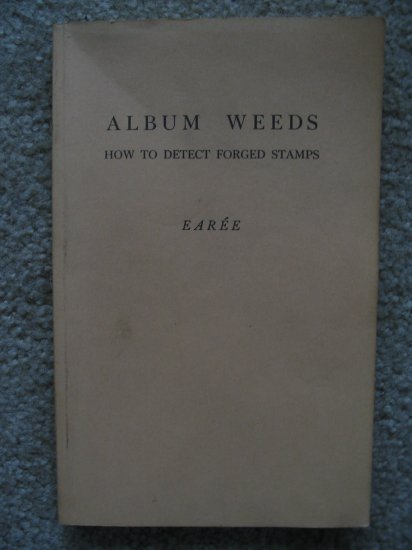 ALBUM WEEDS
HOW TO DETECT FORGED STAMPS
EARÉE